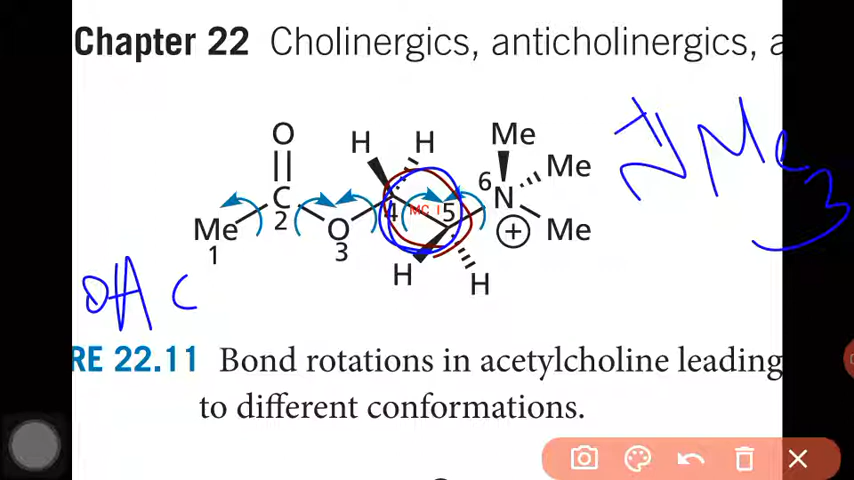 Chapter 22 Cholinergics, anticholinergics, a
O
H H Me
Me
6
C 4 MC I 5 N
2
Me O + Me
1 3
H H
NMe3
OAC
RE 22.11 Bond rotations in acetylcholine leading
to different conformations.